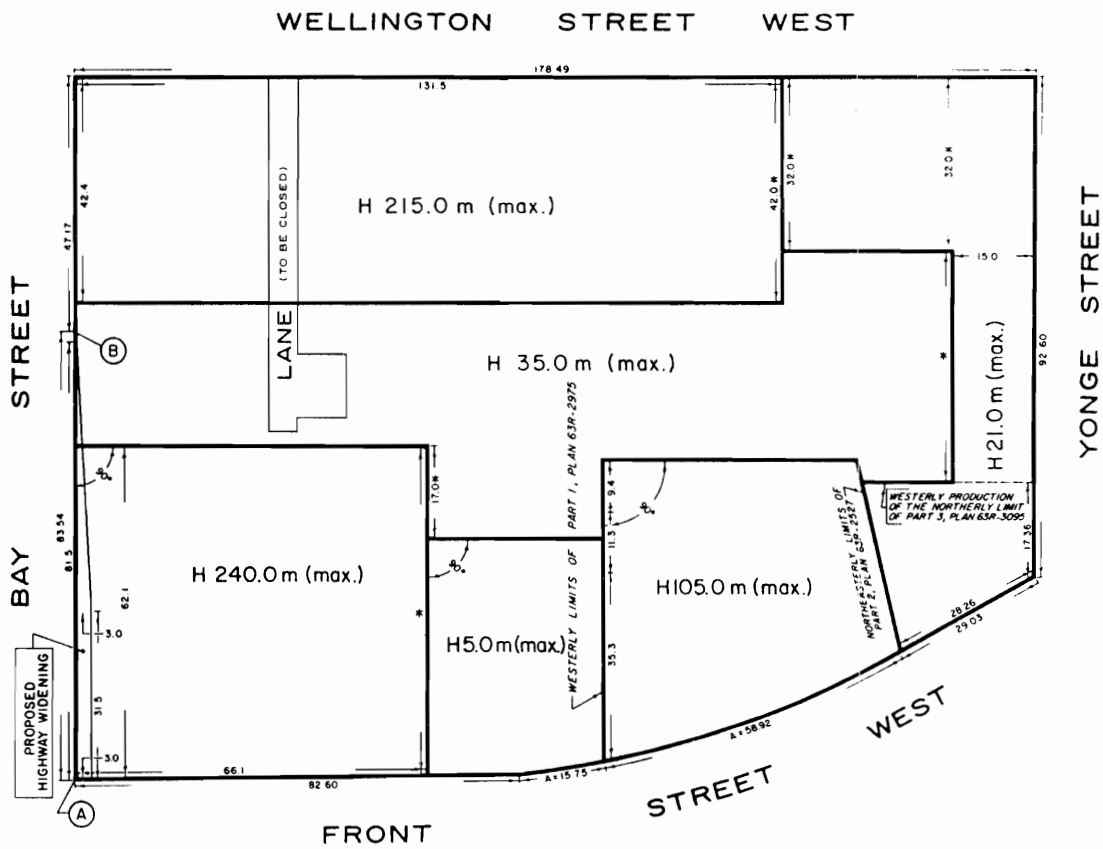 WELLINGTON STREET WEST
178.49
131.5
42.4
47.17
LANE (TO BE CLOSED)
H 215.0 m (max.)
42.0*
32.0*
32.0*
15.0
BAY STREET
YONGE STREET
92.60
B
H 35.0 m (max.)
*
H 21.0 m (max.)
PART 1, PLAN 63R-2975
WESTERLY LIMITS OF
90°
17.0*
9.4
11.3
90°
90°
WESTERLY PRODUCTION
OF THE NORTHERLY LIMIT
OF PART 3, PLAN 63R-3095
17.36
NORTHEASTERLY LIMITS OF
PART 2, PLAN 63R-2527
83.54
81.5
62.1
H 240.0 m (max.)
*
H 5.0 m (max.)
H 105.0 m (max.)
35.3
3.0
31.5
3.0
PROPOSED
HIGHWAY WIDENING
28.26
29.03
66.1
82.60
A=15.75
A=58.92
A
FRONT STREET WEST